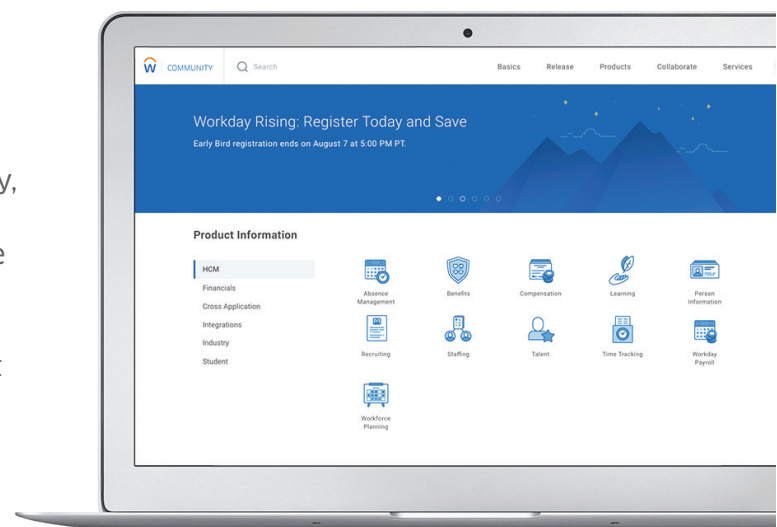 y,
e
t
W COMMUNITY Search Basics Release Products Collaborate Services
Workday Rising: Register Today and Save
Early Bird registration ends on August 7 at 5:00 PM PT.
Product Information
HCM
Financials
Cross Application
Integrations
Industry
Student
Absence
Management
Benefits
Compensation
Learning
Person
Information
Recruiting
Staffing
Talent
Time Tracking
Workday
Payroll
Workforce
Planning